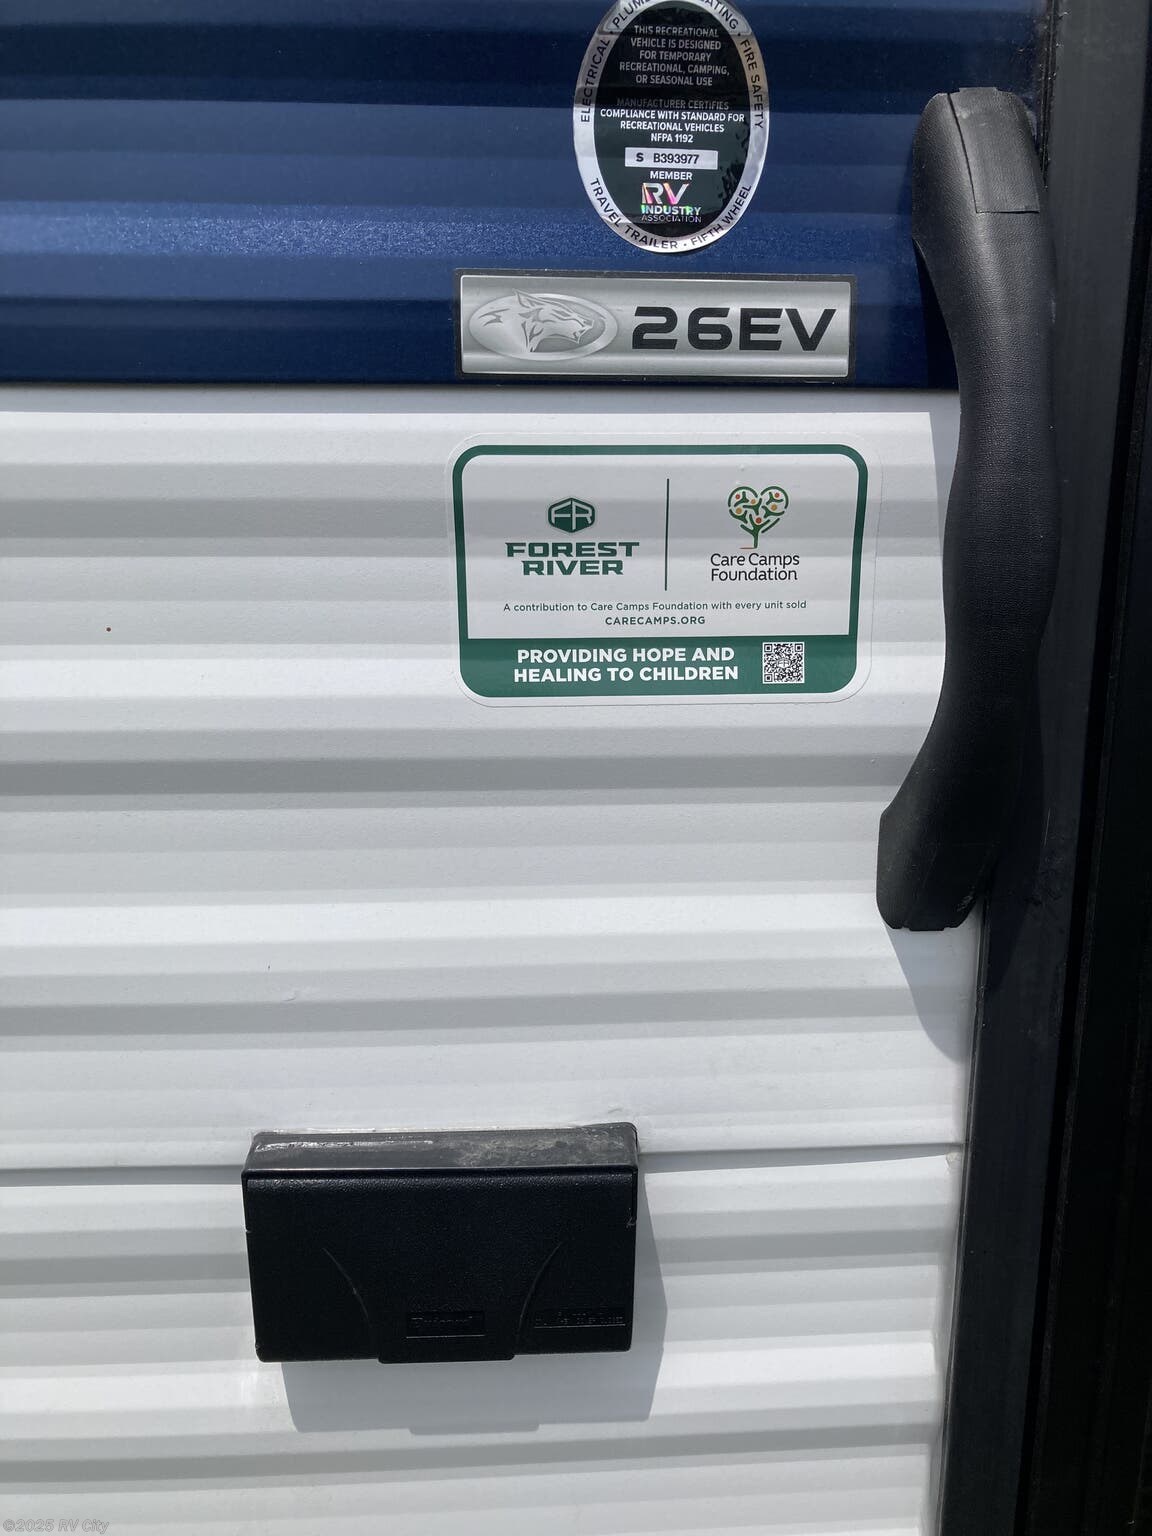 ELECTRICAL · PLUMBING · HEATING · FIRE SAFETY
THIS RECREATIONAL
VEHICLE IS DESIGNED
FOR TEMPORARY
RECREATIONAL, CAMPING,
OR SEASONAL USE
MANUFACTURER CERTIFIES
COMPLIANCE WITH STANDARD FOR
RECREATIONAL VEHICLES
NFPA 1192
S B393977
MEMBER
RV
INDUSTRY
ASSOCIATION
TRAVEL TRAILER • FIFTH WHEEL
26EV
FR
FOREST
RIVER
Care Camps
Foundation
A contribution to Care Camps Foundation with every unit sold
CARECAMPS.ORG
PROVIDING HOPE AND
HEALING TO CHILDREN
©2025 RV City